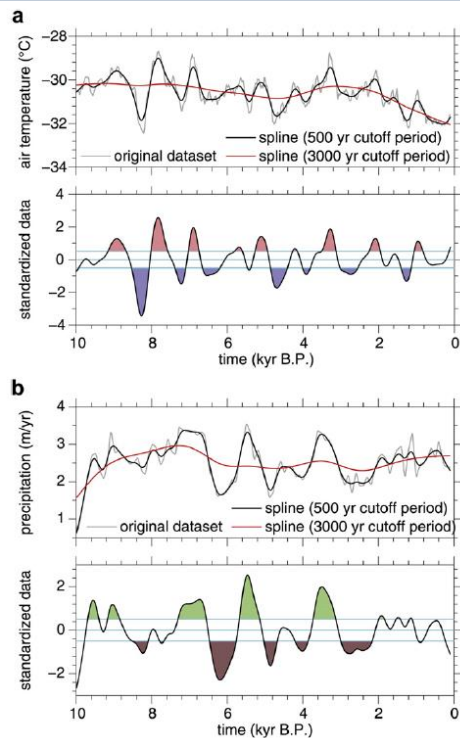 a
air temperature (°C)
−28
−30
−32
−34
spline (500 yr cutoff period)
original dataset
spline (3000 yr cutoff period)
standardized data
4
2
0
−2
−4
10
8
6
4
2
0
time (kyr B.P.)
b
precipitation (m/yr)
4
3
2
1
spline (500 yr cutoff period)
original dataset
spline (3000 yr cutoff period)
standardized data
2
0
−2
10
8
6
4
2
0
time (kyr B.P.)